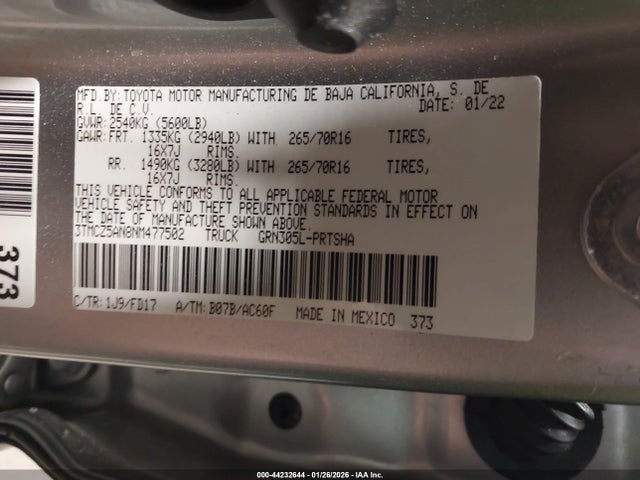 MFD.BY:TOYOTA MOTOR MANUFACTURING DE BAJA CALIFORNIA, S. DE
R.L. DE C.V. DATE: 01/22
GVWR:2540KG (5600LB)
GAWR:FRT. 1335KG (2940LB) WITH 265/70R16 TIRES,
16X7J RIMS.
RR. 1490KG (3280LB) WITH 265/70R16 TIRES,
16X7J RIMS.
THIS VEHICLE CONFORMS TO ALL APPLICABLE FEDERAL MOTOR
VEHICLE SAFETY AND THEFT PREVENTION STANDARDS IN EFFECT ON
THE DATE OF MANUFACTURE SHOWN ABOVE.
3TMCZ5AN0NM477502 TRUCK GRN305L-PRTSHA
C/TR:1J9/FD17 A/TM:B07B/AC60F MADE IN MEXICO 373
373
000-44232644 | 01/26/2026 - IAA Inc.